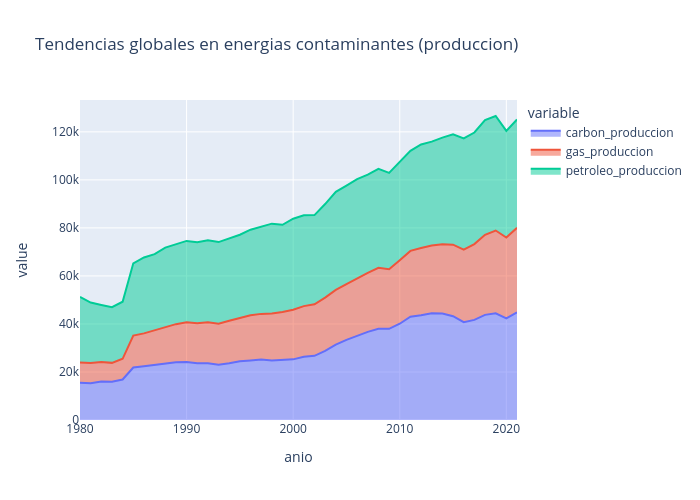 Tendencias globales en energias contaminantes (produccion)
variable
carbon_produccion
gas_produccion
petroleo_produccion
120k
100k
80k
60k
40k
20k
0
1980
1990
2000
2010
2020
value
anio